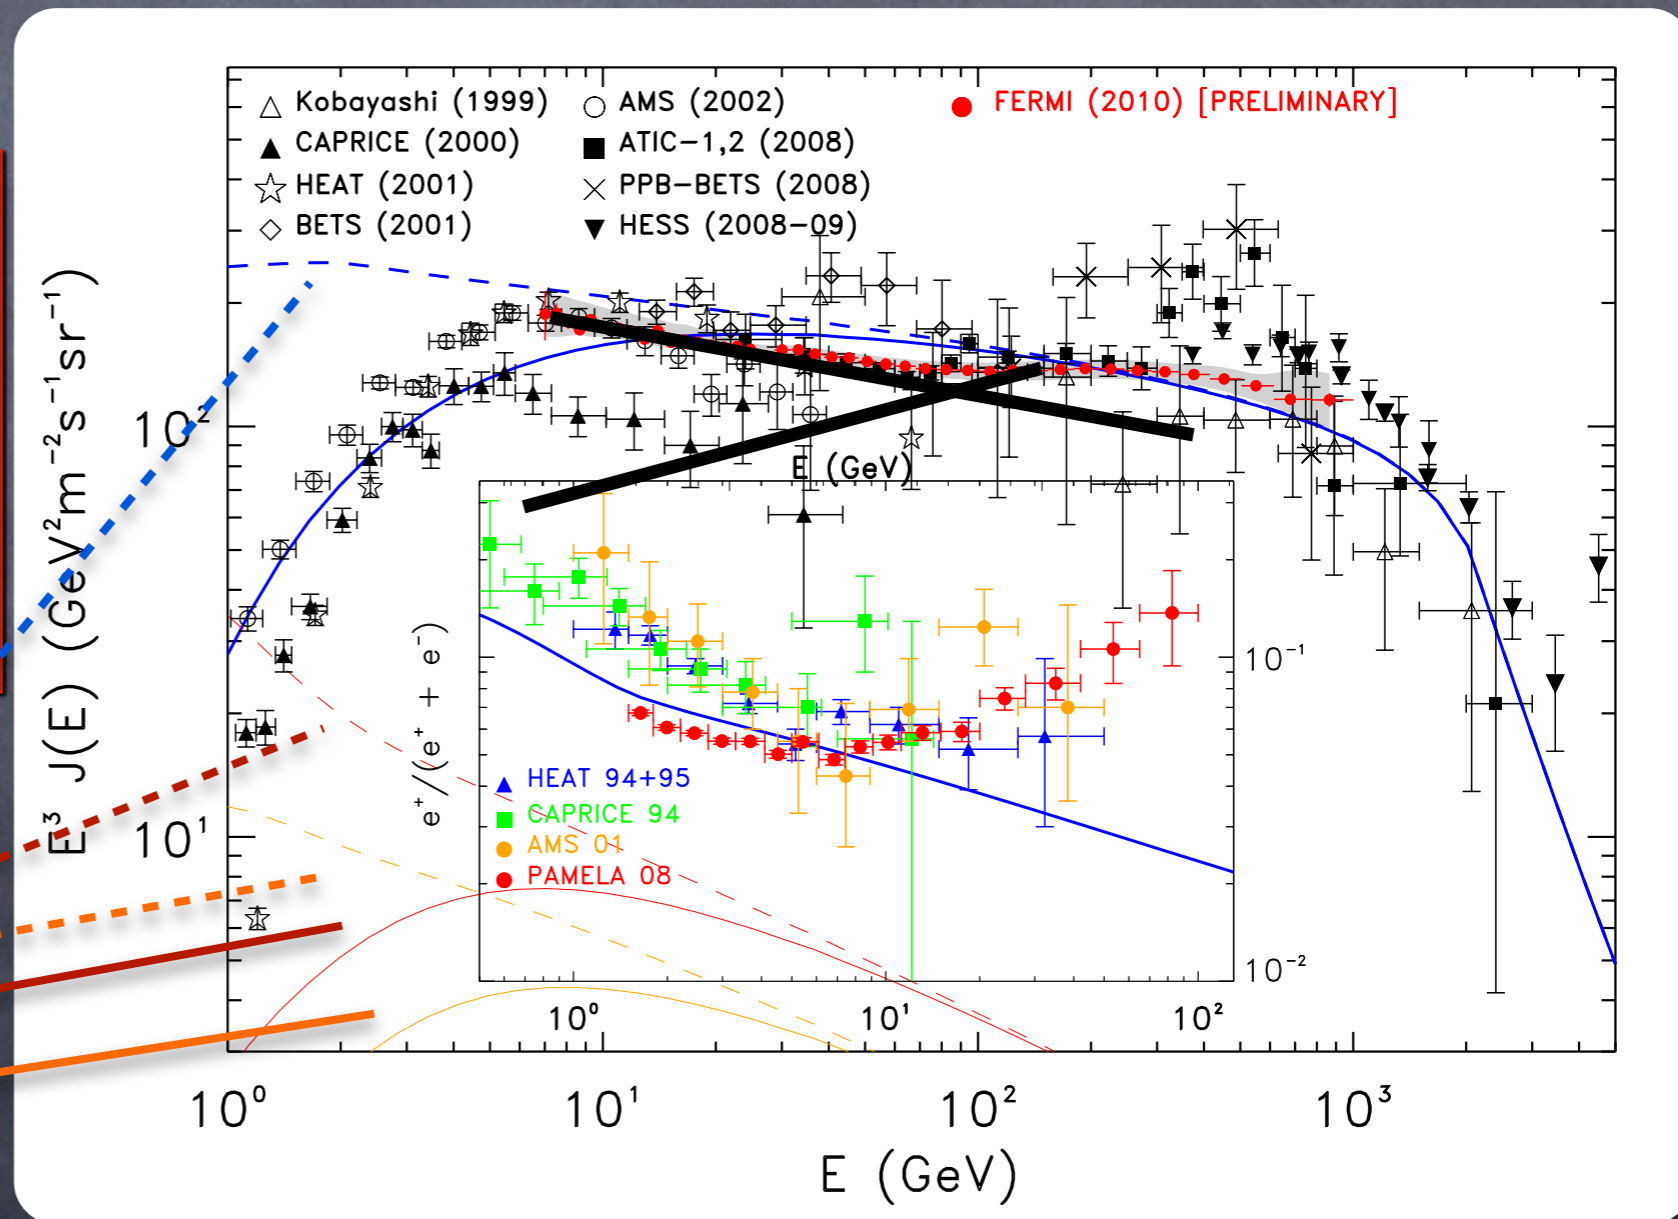 Kobayashi (1999)
AMS (2002)
FERMI (2010) [PRELIMINARY]
CAPRICE (2000)
ATIC-1,2 (2008)
HEAT (2001)
PPB-BETS (2008)
BETS (2001)
HESS (2008-09)
E³ J(E) (GeV²m⁻²s⁻¹sr⁻¹)
10²
10¹
E (GeV)
e⁺/(e⁺ + e⁻)
10⁻¹
10⁻²
HEAT 94+95
CAPRICE 94
AMS 01
PAMELA 08
10⁰ 10¹ 10²
10⁰ 10¹ 10² 10³
E (GeV)